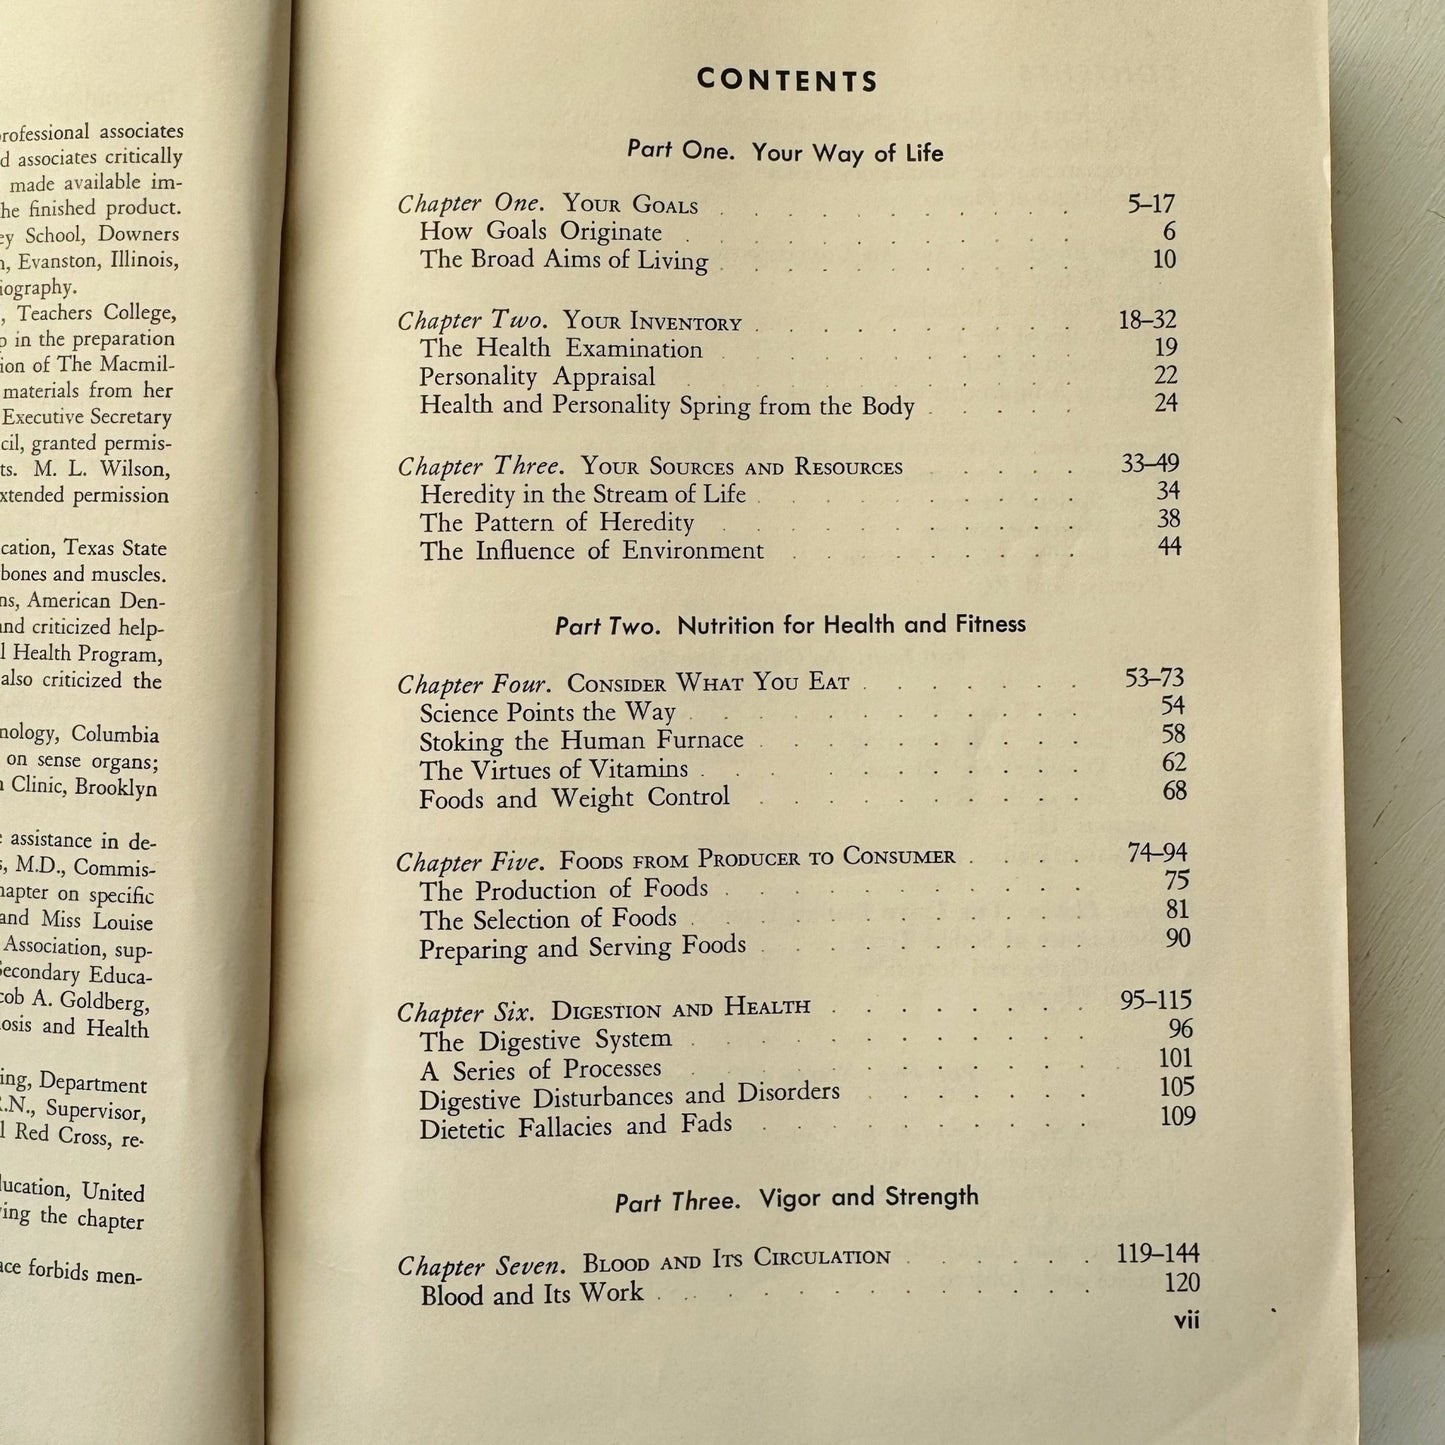 professional associates
d associates critically
made available im-
he finished product.
ey School, Downers
n, Evanston, Illinois,
iography.
, Teachers College,
p in the preparation
ion of The Macmil-
materials from her
Executive Secretary
cil, granted permis-
ts. M. L. Wilson,
xtended permission
cation, Texas State
bones and muscles.
ns, American Den-
and criticized help-
l Health Program,
also criticized the
nology, Columbia
on sense organs;
n Clinic, Brooklyn
e assistance in de-
s, M.D., Commis-
hapter on specific
and Miss Louise
Association, sup-
Secondary Educa-
cob A. Goldberg,
losis and Health
ing, Department
R.N., Supervisor,
l Red Cross, re-
ducation, United
ving the chapter
ace forbids men-
CONTENTS
Part One. Your Way of Life
Chapter One. YOUR GOALS . . . . . . . . . . . 5–17
How Goals Originate . . . . . . . . . . . . 6
The Broad Aims of Living . . . . . . . . . . . 10
Chapter Two. YOUR INVENTORY . . . . . . . . . . 18–32
The Health Examination . . . . . . . . . . . 19
Personality Appraisal . . . . . . . . . . . . 22
Health and Personality Spring from the Body . . . . . 24
Chapter Three. YOUR SOURCES AND RESOURCES . . . . . 33–49
Heredity in the Stream of Life . . . . . . . . . . 34
The Pattern of Heredity . . . . . . . . . . . 38
The Influence of Environment . . . . . . . . . 44
Part Two. Nutrition for Health and Fitness
Chapter Four. CONSIDER WHAT YOU EAT . . . . . . . 53–73
Science Points the Way . . . . . . . . . . . . 54
Stoking the Human Furnace . . . . . . . . . . 58
The Virtues of Vitamins . . . . . . . . . . . 62
Foods and Weight Control . . . . . . . . . . 68
Chapter Five. FOODS FROM PRODUCER TO CONSUMER . . . . 74–94
The Production of Foods . . . . . . . . . . . 75
The Selection of Foods . . . . . . . . . . . . 81
Preparing and Serving Foods . . . . . . . . . . 90
Chapter Six. DIGESTION AND HEALTH . . . . . . . . 95–115
The Digestive System . . . . . . . . . . . . 96
A Series of Processes . . . . . . . . . . . . 101
Digestive Disturbances and Disorders . . . . . . . 105
Dietetic Fallacies and Fads . . . . . . . . . . 109
Part Three. Vigor and Strength
Chapter Seven. BLOOD AND ITS CIRCULATION . . . . . . 119–144
Blood and Its Work . . . . . . . . . . . . . 120
vii